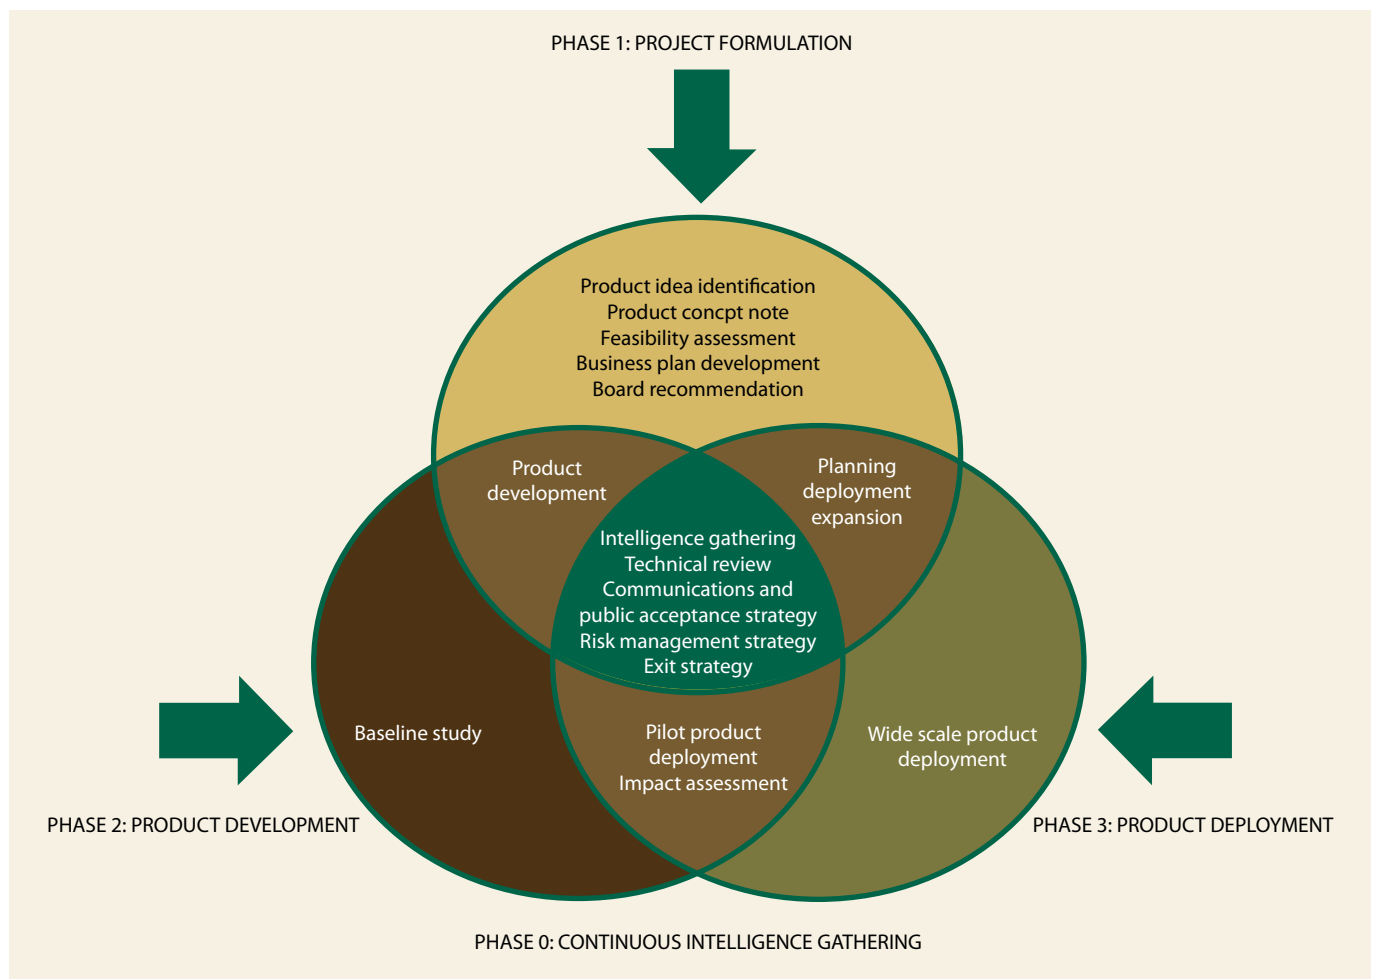 PHASE 1: PROJECT FORMULATION
Product idea identification
Product concpt note
Feasibility assessment
Business plan development
Board recommendation
Product
development
Planning
deployment
expansion
Intelligence gathering
Technical review
Communications and
public acceptance strategy
Risk management strategy
Exit strategy
Baseline study
Pilot product
deployment
Impact assessment
Wide scale product
deployment
PHASE 2: PRODUCT DEVELOPMENT
PHASE 3: PRODUCT DEPLOYMENT
PHASE 0: CONTINUOUS INTELLIGENCE GATHERING